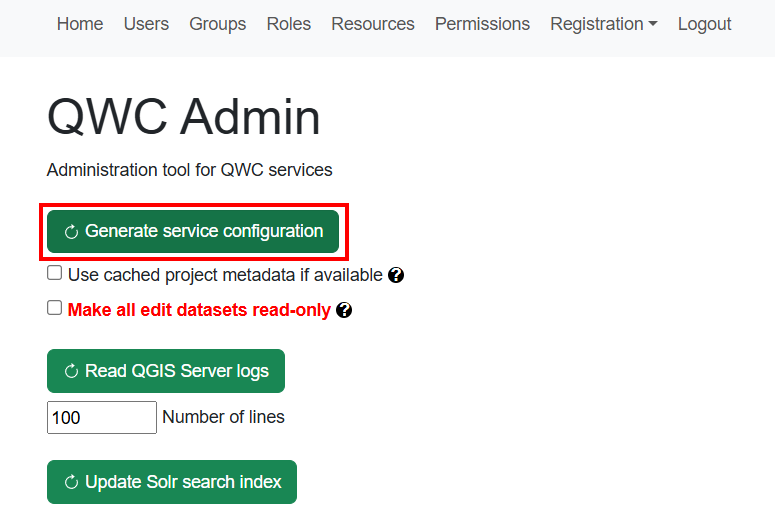 Home Users Groups Roles Resources Permissions Registration Logout
QWC Admin
Administration tool for QWC services
Generate service configuration
Use cached project metadata if available ?
Make all edit datasets read-only ?
Read QGIS Server logs
100 Number of lines
Update Solr search index